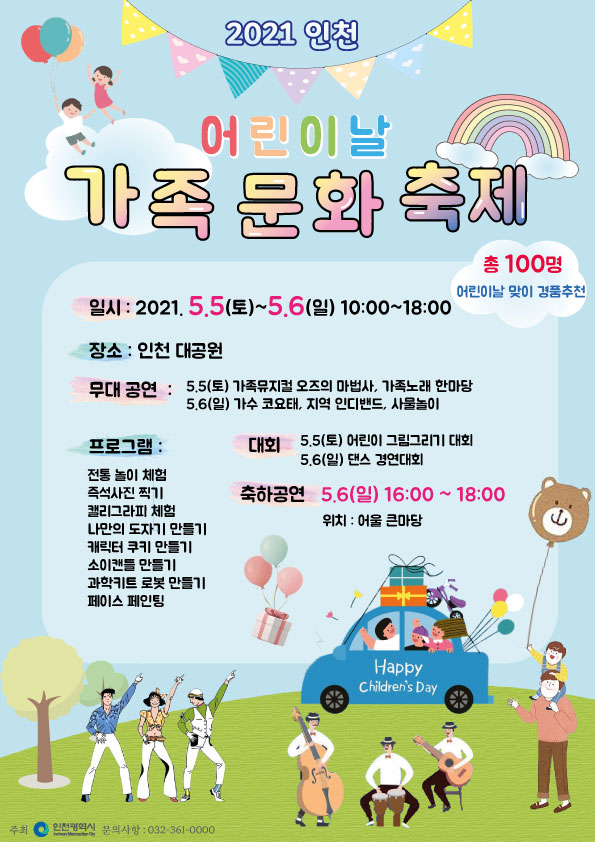 2021 인천
어린이날
가족 문화 축제
총 100명
어린이날 맞이 경품추천
일시 : 2021. 5.5(토)~5.6(일) 10:00~18:00
장소 : 인천 대공원
무대 공연 : 5.5(토) 가족뮤지컬 오즈의 마법사, 가족노래 한마당
5.6(일) 가수 코요태, 지역 인디밴드, 사물놀이
프로그램 :
전통 놀이 체험
즉석사진 찍기
캘리그라피 체험
나만의 도자기 만들기
캐릭터 쿠키 만들기
소이캔들 만들기
과학키트 로봇 만들기
페이스 페인팅
대회 5.5(토) 어린이 그림그리기 대회
5.6(일) 댄스 경연대회
축하공연 5.6(일) 16:00 ~ 18:00
위치 : 어울 큰마당
Happy
Children's Day
주최 인천광역시 문의사항 : 032-361-0000